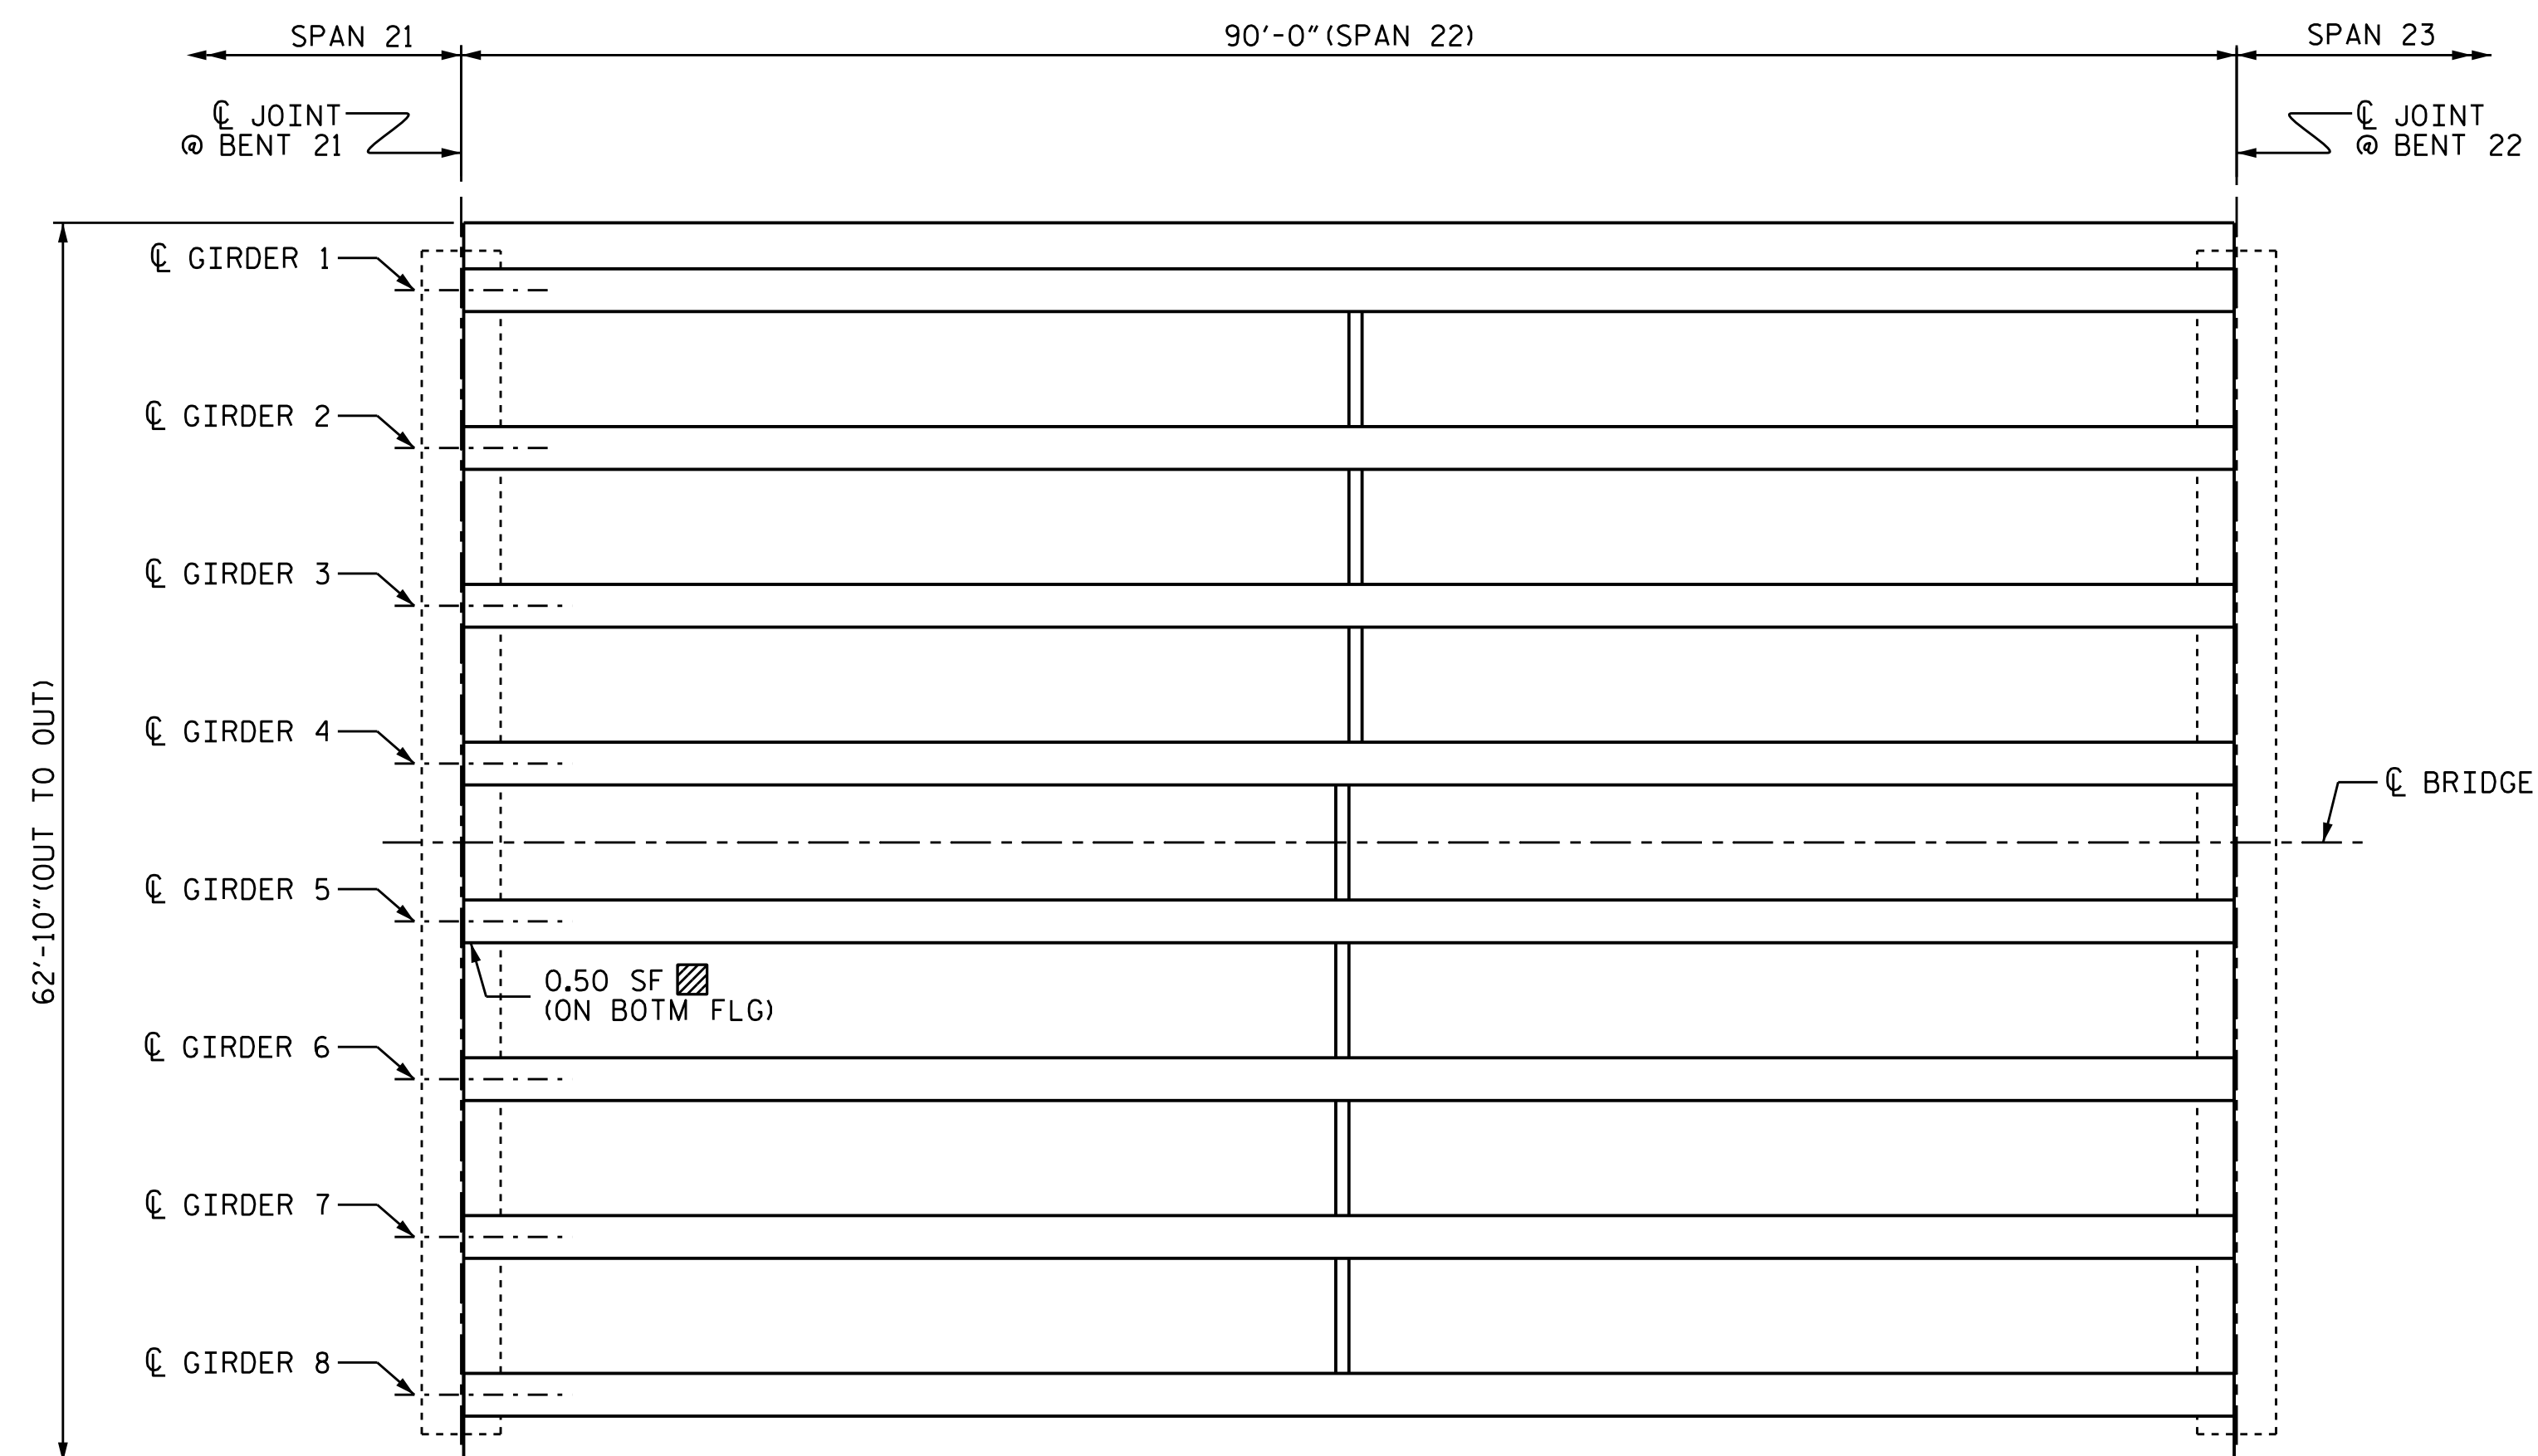 SPAN 21
90'-0"(SPAN 22)
SPAN 23
℄ JOINT
@ BENT 21
℄ JOINT
@ BENT 22
℄ GIRDER 1
℄ GIRDER 2
℄ GIRDER 3
℄ GIRDER 4
℄ BRIDGE
62'-10"(OUT TO OUT)
℄ GIRDER 5
0.50 SF
(ON BOTM FLG)
℄ GIRDER 6
℄ GIRDER 7
℄ GIRDER 8